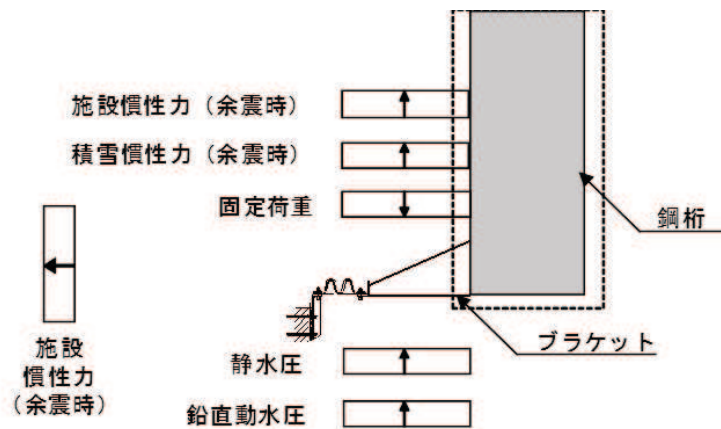 施設慣性力（余震時）
積雪慣性力（余震時）
固定荷重
鋼桁
ブラケット
施設
慣性力
（余震時）
静水圧
鉛直動水圧